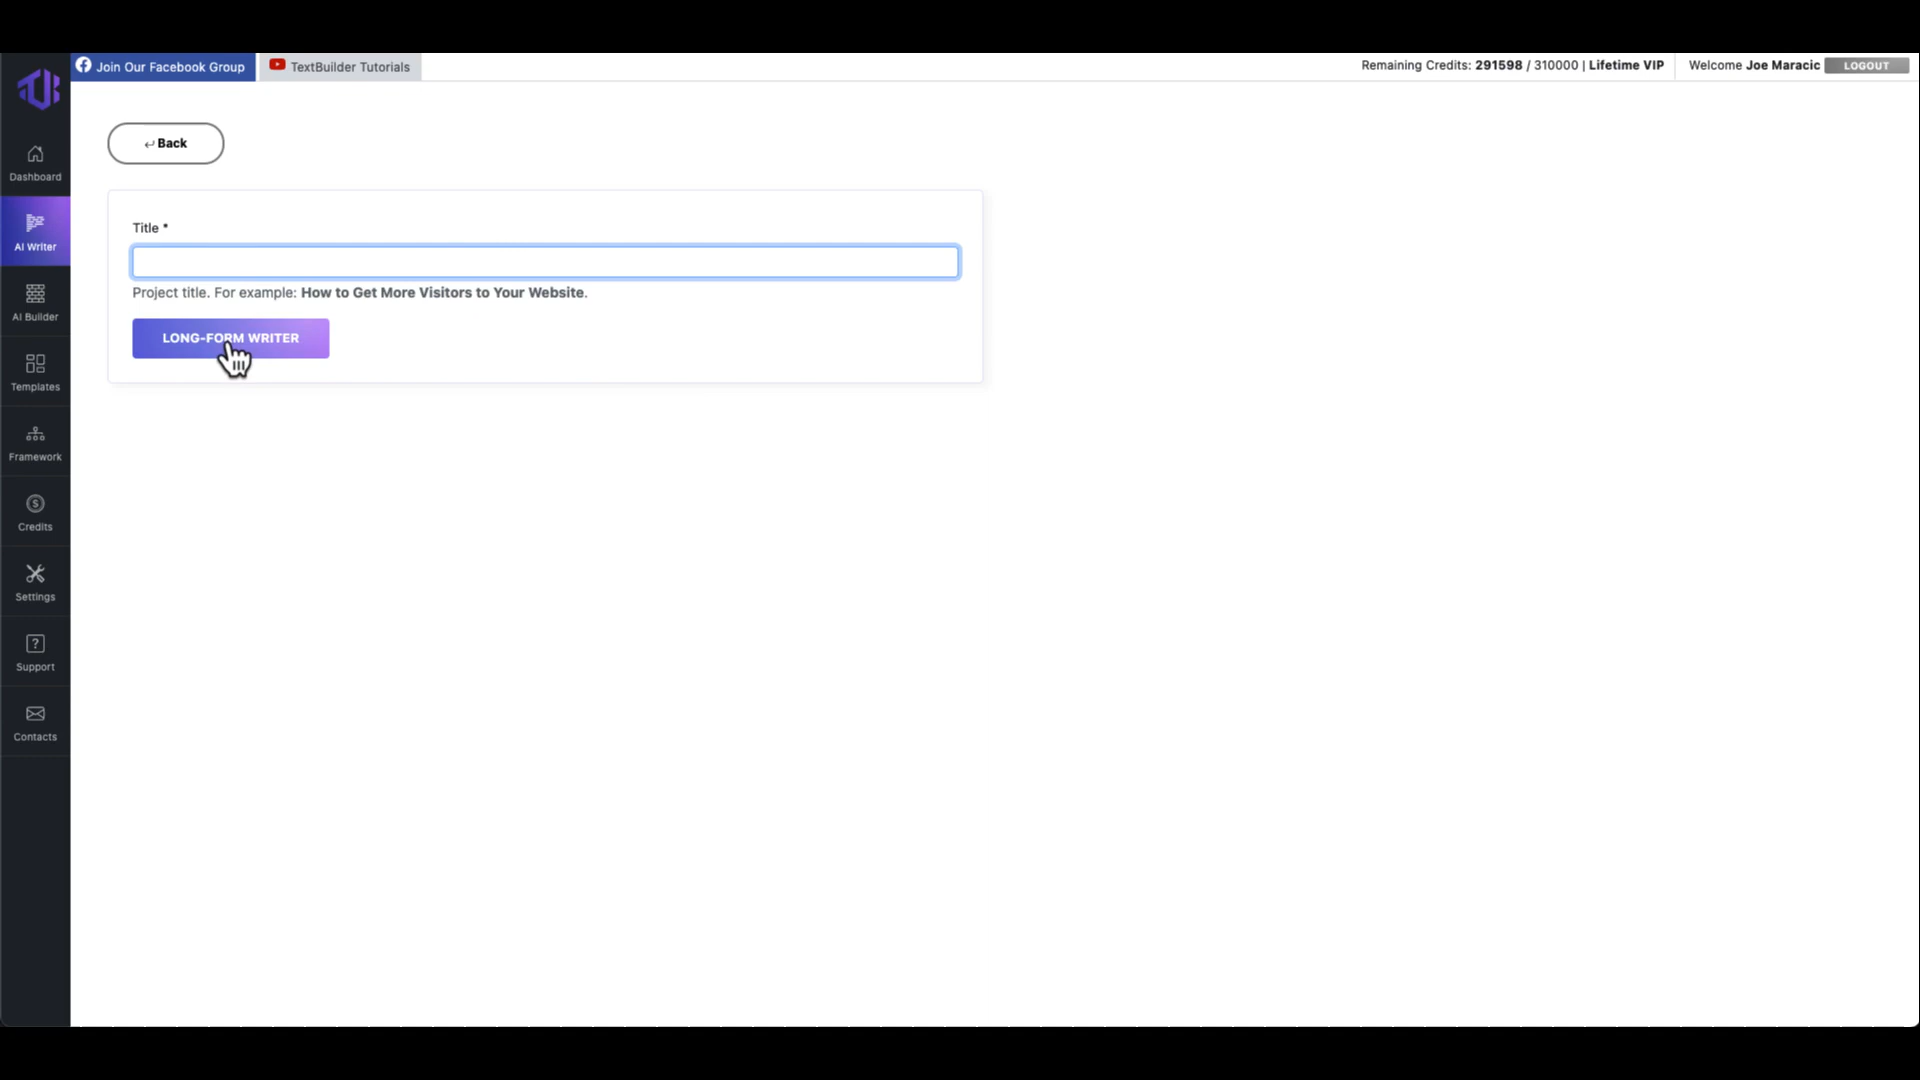 Join Our Facebook Group
TextBuilder Tutorials
Remaining Credits: 291598 / 310000 | Lifetime VIP
Welcome Joe Maracic
LOGOUT
Dashboard
AI Writer
AI Builder
Templates
Framework
Credits
Settings
Support
Contacts
↩ Back
Title *
Project title. For example: How to Get More Visitors to Your Website.
LONG-FORM WRITER